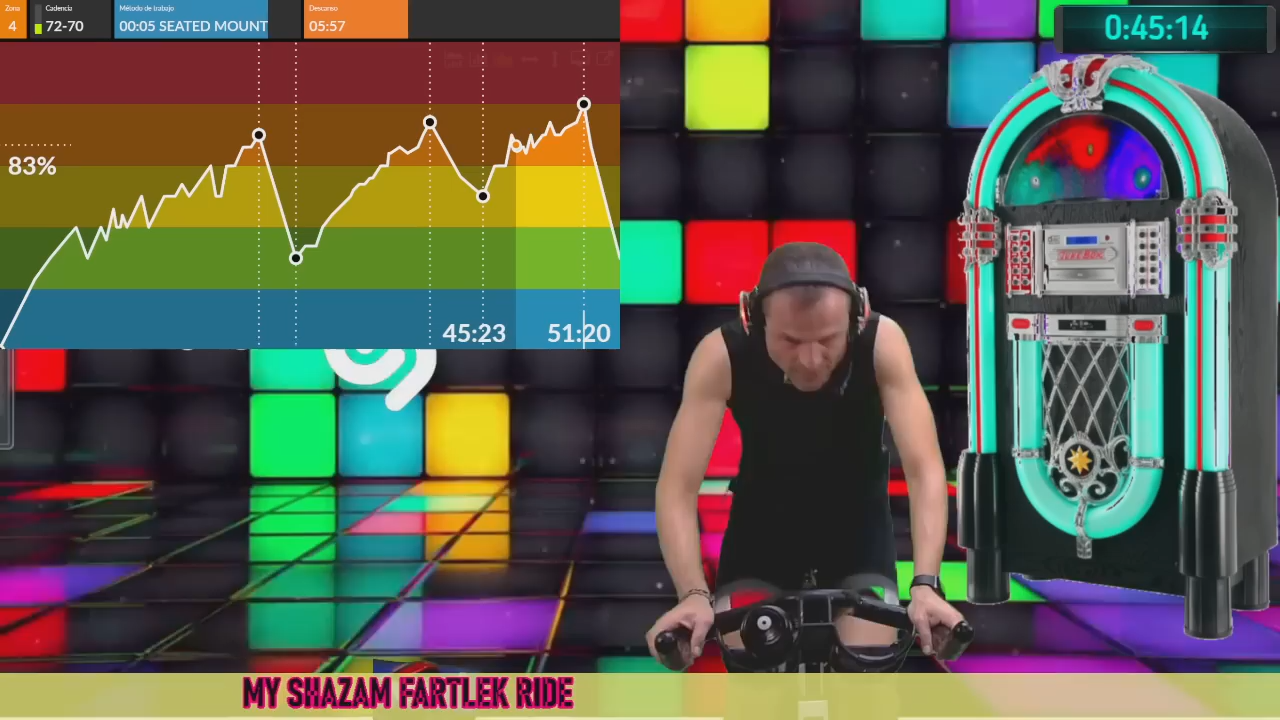 Zona
4
Cadencia
72-70
Método de trabajo
00:05 SEATED MOUNT
Descanso
05:57
0:45:14
83%
45:23
51:20
JUKEBOX
MY SHAZAM FARTLEK RIDE